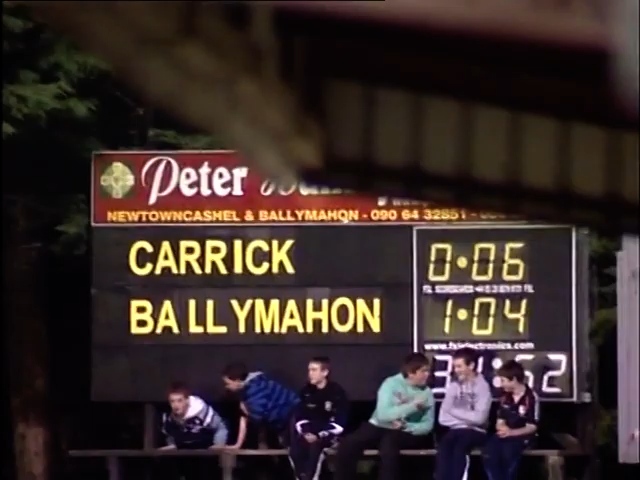 Peter
NEWTOWNCASHEL & BALLYMAHON - 090 64 32851
CARRICK 0·06
BALLYMAHON 1·04